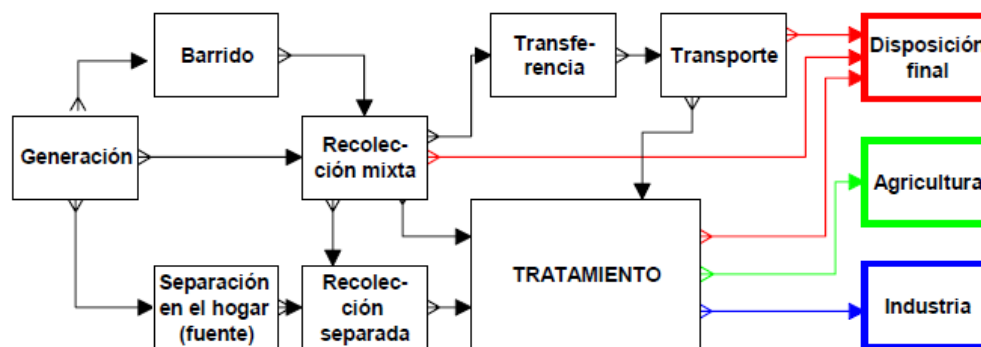 Barrido
Transfe-
rencia
Transporte
Disposición
final
Generación
Recolec-
ción mixta
Agricultura
Separación
en el hogar
(fuente)
Recolec-
ción
separada
TRATAMIENTO
Industria